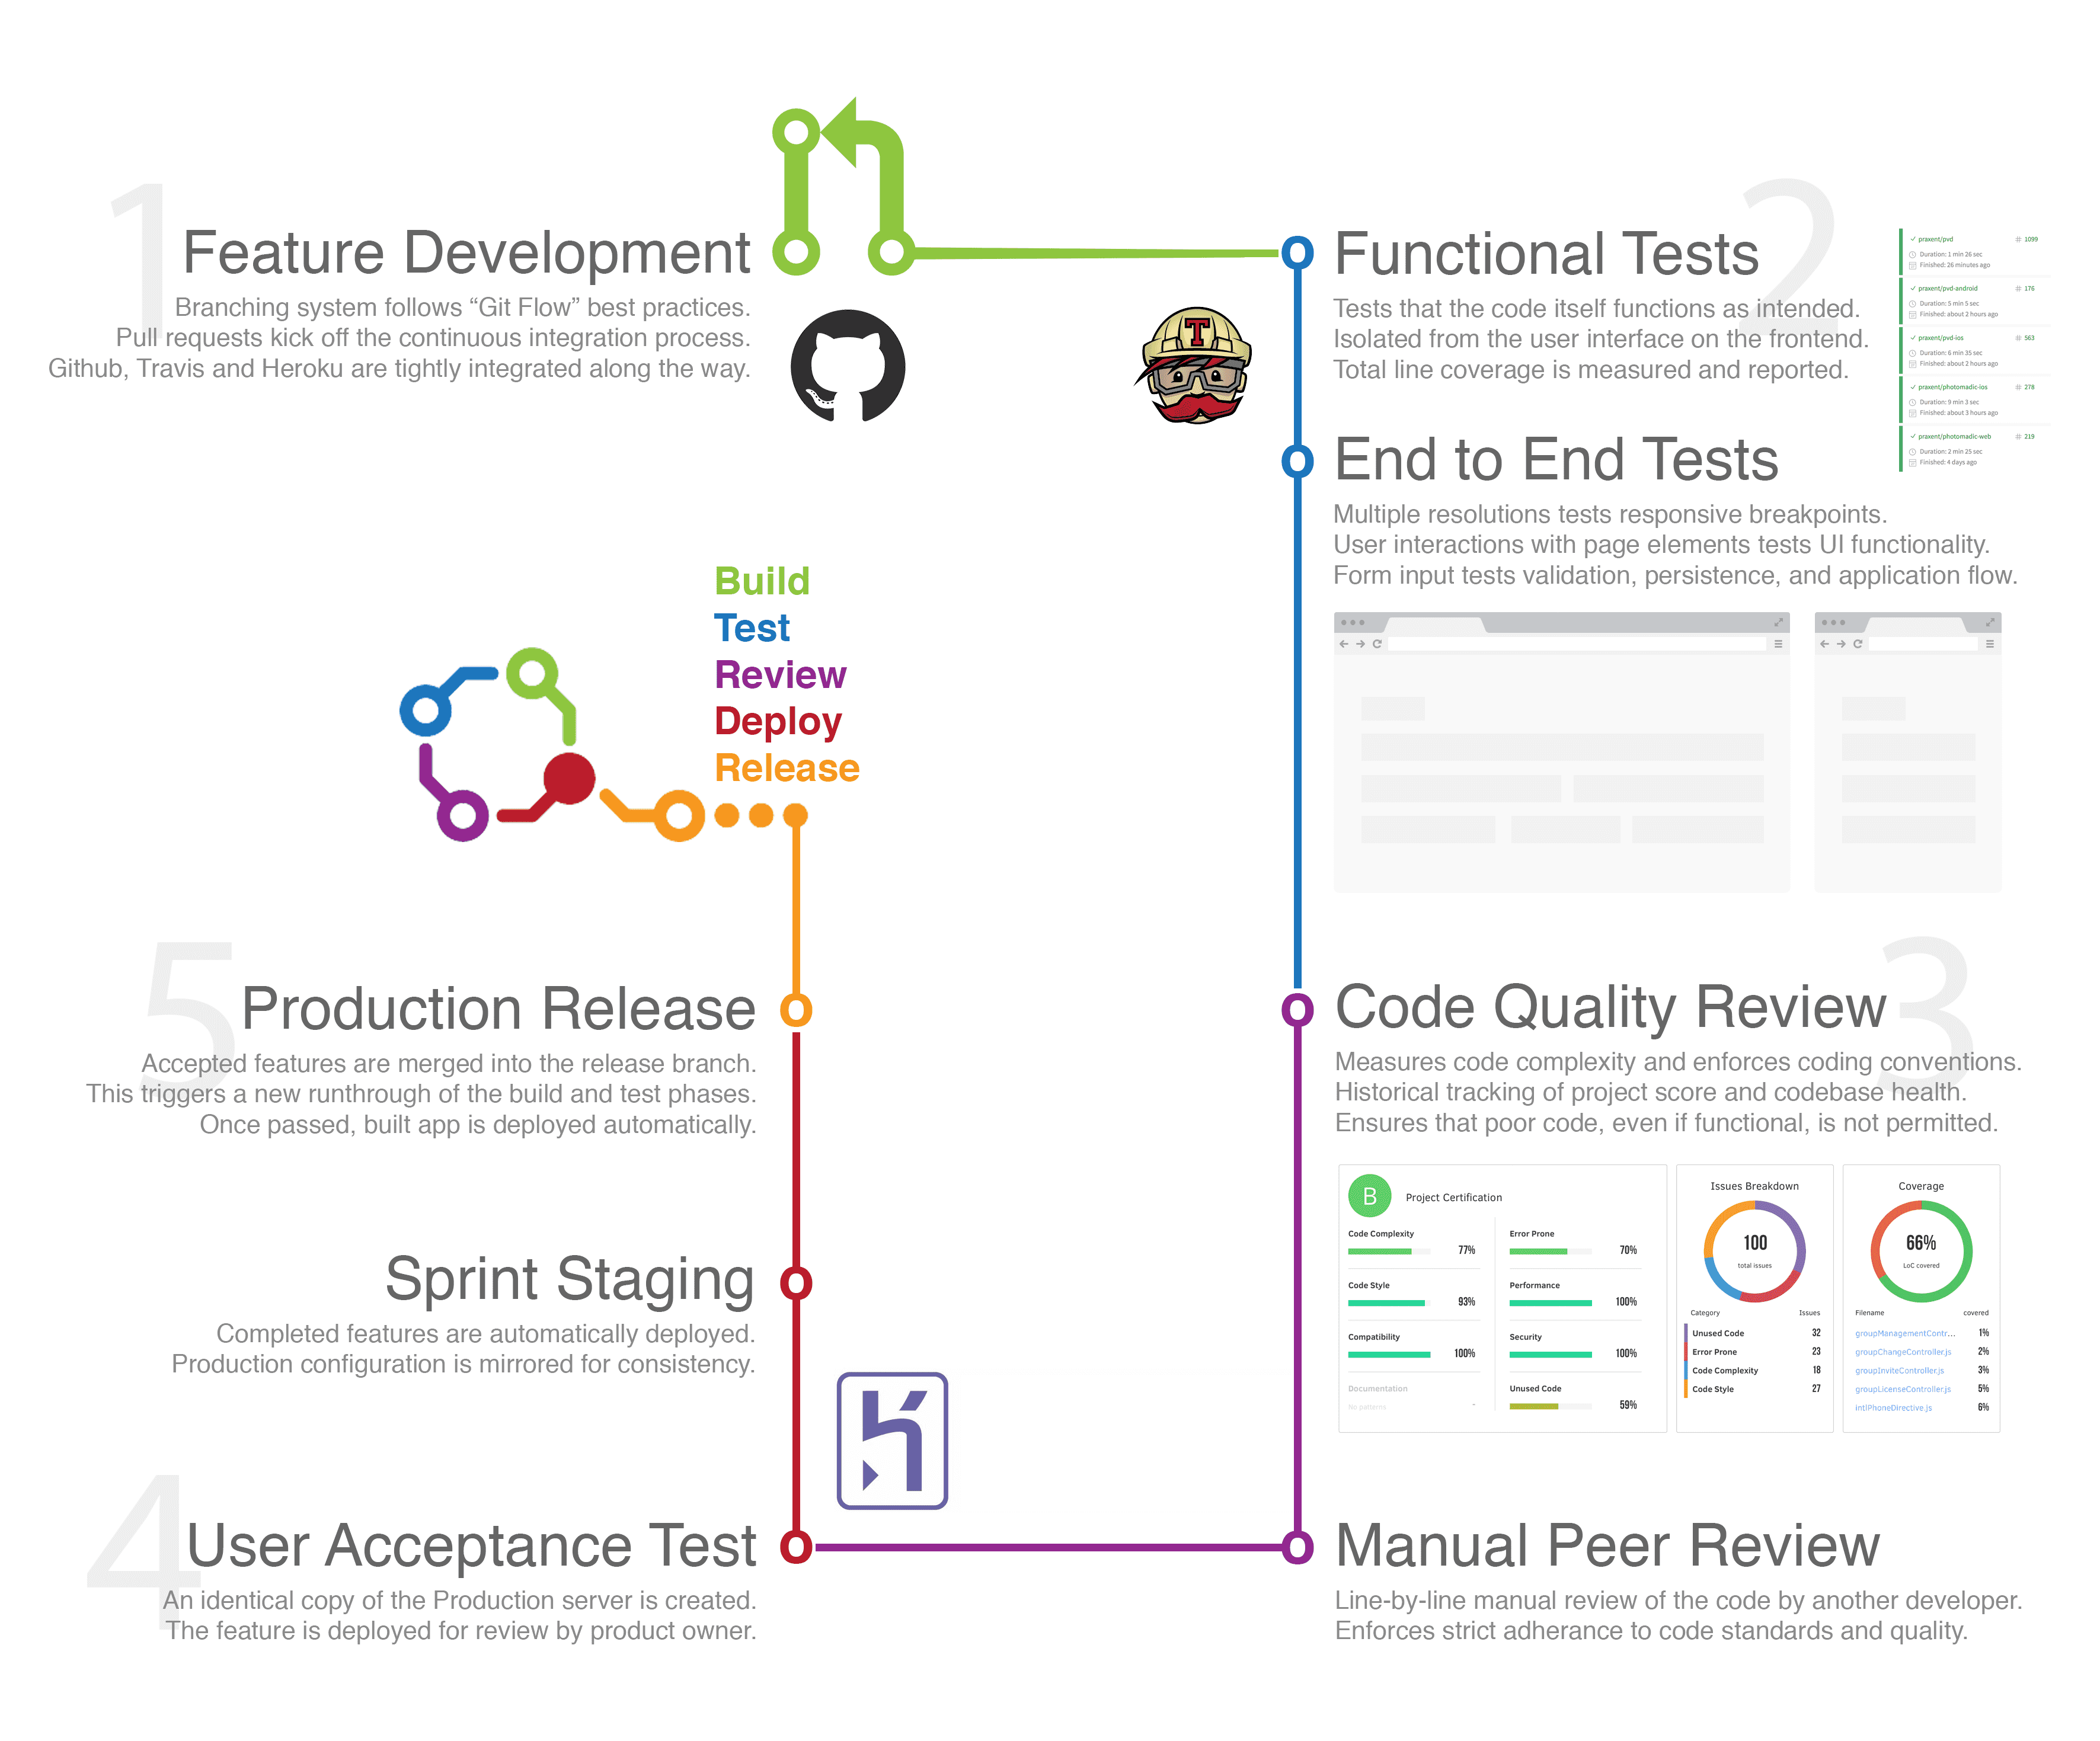 1
Feature Development
Branching system follows “Git Flow” best practices.
Pull requests kick off the continuous integration process.
Github, Travis and Heroku are tightly integrated along the way.
T
2
Functional Tests
Tests that the code itself functions as intended.
Isolated from the user interface on the frontend.
Total line coverage is measured and reported.
praxent/pvd # 1099
Duration: 1 min 26 sec
Finished: 26 minutes ago
praxent/pvd-android # 176
Duration: 5 min 5 sec
Finished: about 2 hours ago
praxent/pvd-ios # 563
Duration: 6 min 35 sec
Finished: about 2 hours ago
praxent/photomadic-ios # 278
Duration: 9 min 3 sec
Finished: about 3 hours ago
praxent/photomadic-web # 219
Duration: 2 min 25 sec
Finished: 4 days ago
End to End Tests
Multiple resolutions tests responsive breakpoints.
User interactions with page elements tests UI functionality.
Form input tests validation, persistence, and application flow.
Build
Test
Review
Deploy
Release
3
Code Quality Review
Measures code complexity and enforces coding conventions.
Historical tracking of project score and codebase health.
Ensures that poor code, even if functional, is not permitted.
B Project Certification
Code Complexity 77%
Error Prone 70%
Code Style 93%
Performance 100%
Compatibility 100%
Security 100%
Documentation
No patterns -
Unused Code 59%
Issues Breakdown
100
total issues
Category Issues
Unused Code 32
Error Prone 23
Code Complexity 18
Code Style 27
Coverage
66%
LoC covered
Filename covered
groupManagementContr... 1%
groupChangeController.js 2%
groupInviteController.js 3%
groupLicenseController.js 5%
intlPhoneDirective.js 6%
Manual Peer Review
Line-by-line manual review of the code by another developer.
Enforces strict adherance to code standards and quality.
4
User Acceptance Test
An identical copy of the Production server is created.
The feature is deployed for review by product owner.
Sprint Staging
Completed features are automatically deployed.
Production configuration is mirrored for consistency.
5
Production Release
Accepted features are merged into the release branch.
This triggers a new runthrough of the build and test phases.
Once passed, built app is deployed automatically.